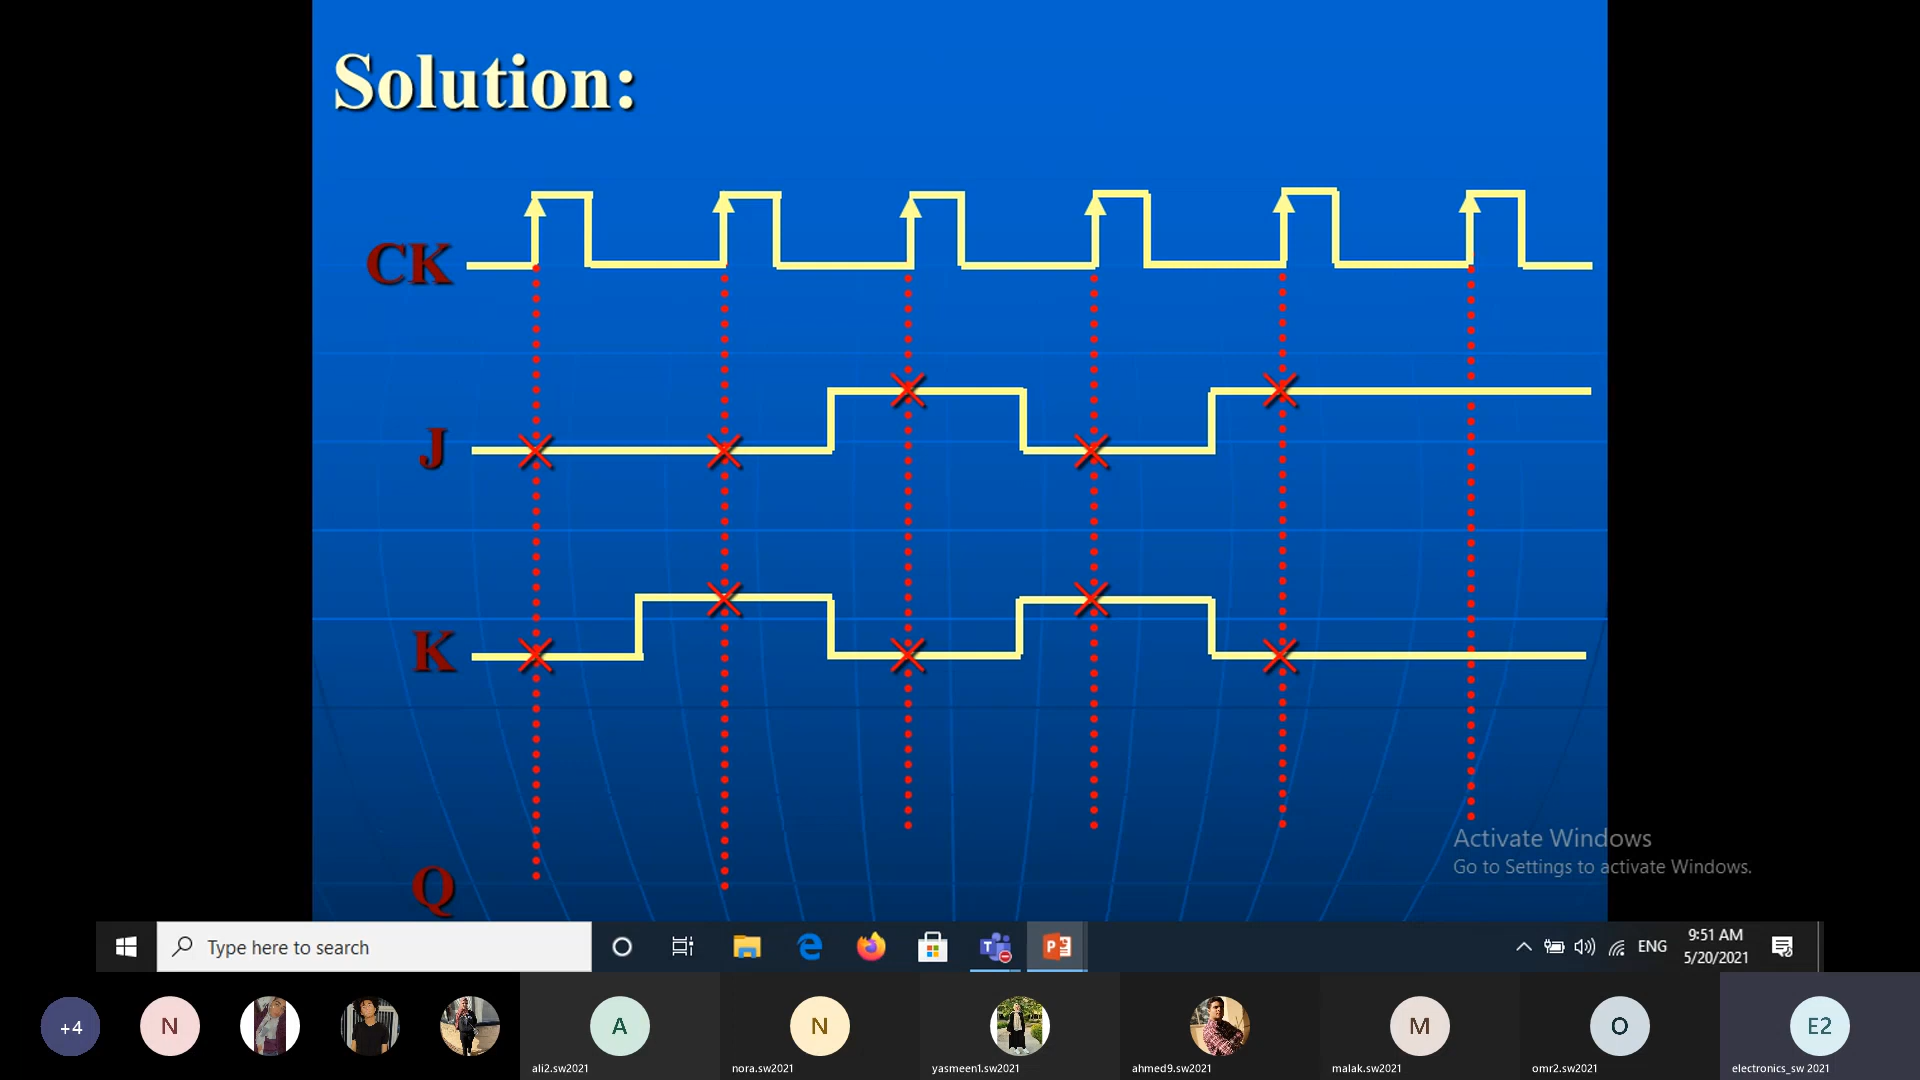 Solution:
CK
J
K
Q
Activate Windows
Go to Settings to activate Windows.
Type here to search
ENG
9:51 AM
5/20/2021
+4
N
A
N
M
O
E2
ali2.sw2021
nora.sw2021
yasmeen1.sw2021
ahmed9.sw2021
malak.sw2021
omr2.sw2021
electronics_sw 2021